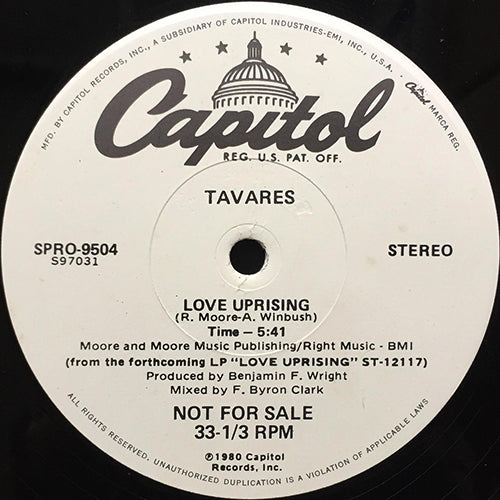 MFD. BY CAPITOL RECORDS, INC., A SUBSIDIARY OF CAPITOL INDUSTRIES-EMI, INC., U.S.A. • Capitol MARCA REG.
Capitol
REG. U.S. PAT. OFF.
TAVARES
SPRO-9504
S97031
STEREO
LOVE UPRISING
(R. Moore-A. Winbush)
Time — 5:41
Moore and Moore Music Publishing/Right Music - BMI
(from the forthcoming LP "LOVE UPRISING" ST-12117)
Produced by Benjamin F. Wright
Mixed by F. Byron Clark
NOT FOR SALE
33-1/3 RPM
℗1980 Capitol
Records, Inc.
ALL RIGHTS RESERVED. UNAUTHORIZED DUPLICATION IS A VIOLATION OF APPLICABLE LAWS